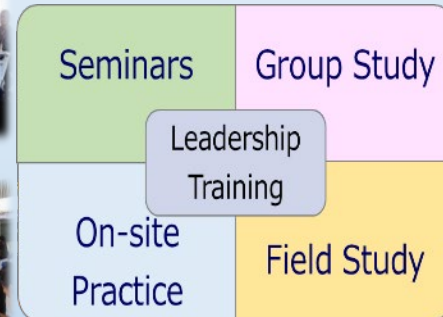 Seminars
Group Study
Leadership
Training
On-site
Practice
Field Study